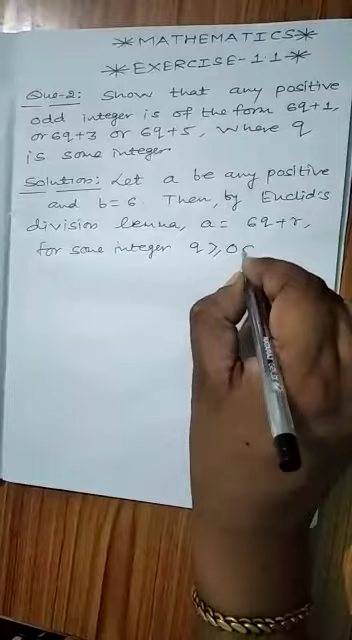 * MATHEMATICS *
* EXERCISE-1.1 *
Que-2: Show that any positive
odd integer is of the form 6q+1,
or 6q+3 or 6q+5, where q
is some integer.
Solution: Let a be any positive
and b=6. Then, by Euclid's
division lemma, a = 6q+r,
for some integer q ≥ 0